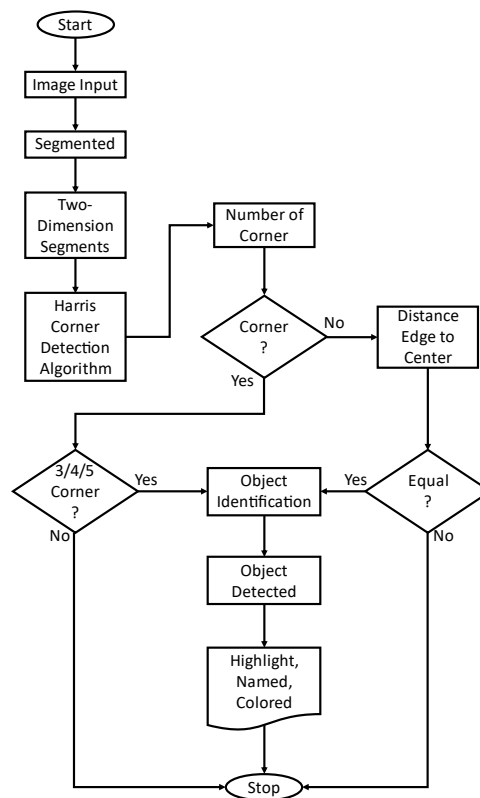 Start
Image Input
Segmented
Two-
Dimension
Segments
Harris
Corner
Detection
Algorithm
Number of
Corner
Corner
?
No
Yes
Distance
Edge to
Center
3/4/5
Corner
?
Yes
No
Object
Identification
Yes
Equal
?
No
Object
Detected
Highlight,
Named,
Colored
Stop